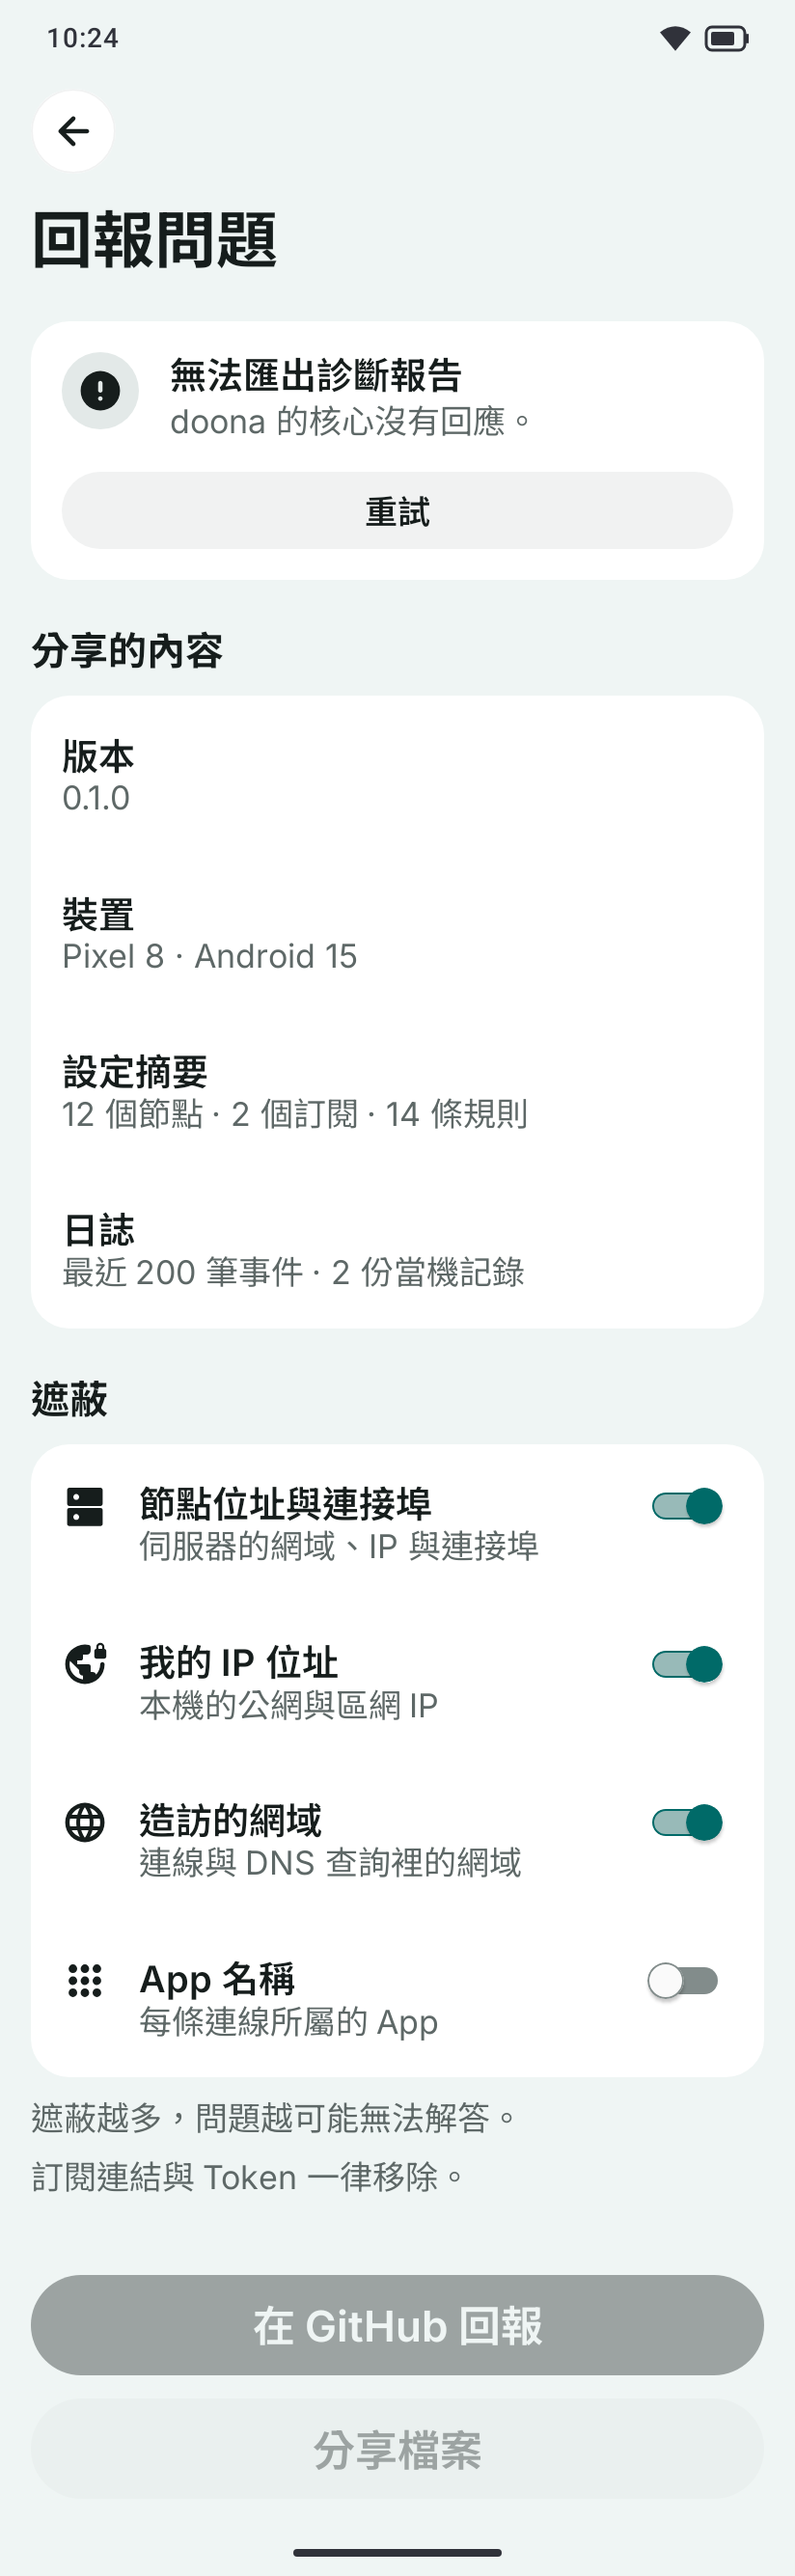 10:24
回報問題
無法匯出診斷報告
doona 的核心沒有回應。
重試
分享的內容
版本
0.1.0
裝置
Pixel 8 · Android 15
設定摘要
12 個節點 · 2 個訂閱 · 14 條規則
日誌
最近 200 筆事件 · 2 份當機記錄
遮蔽
節點位址與連接埠
伺服器的網域、IP 與連接埠
我的 IP 位址
本機的公網與區網 IP
造訪的網域
連線與 DNS 查詢裡的網域
App 名稱
每條連線所屬的 App
遮蔽越多，問題越可能無法解答。
訂閱連結與 Token 一律移除。
在 GitHub 回報
分享檔案